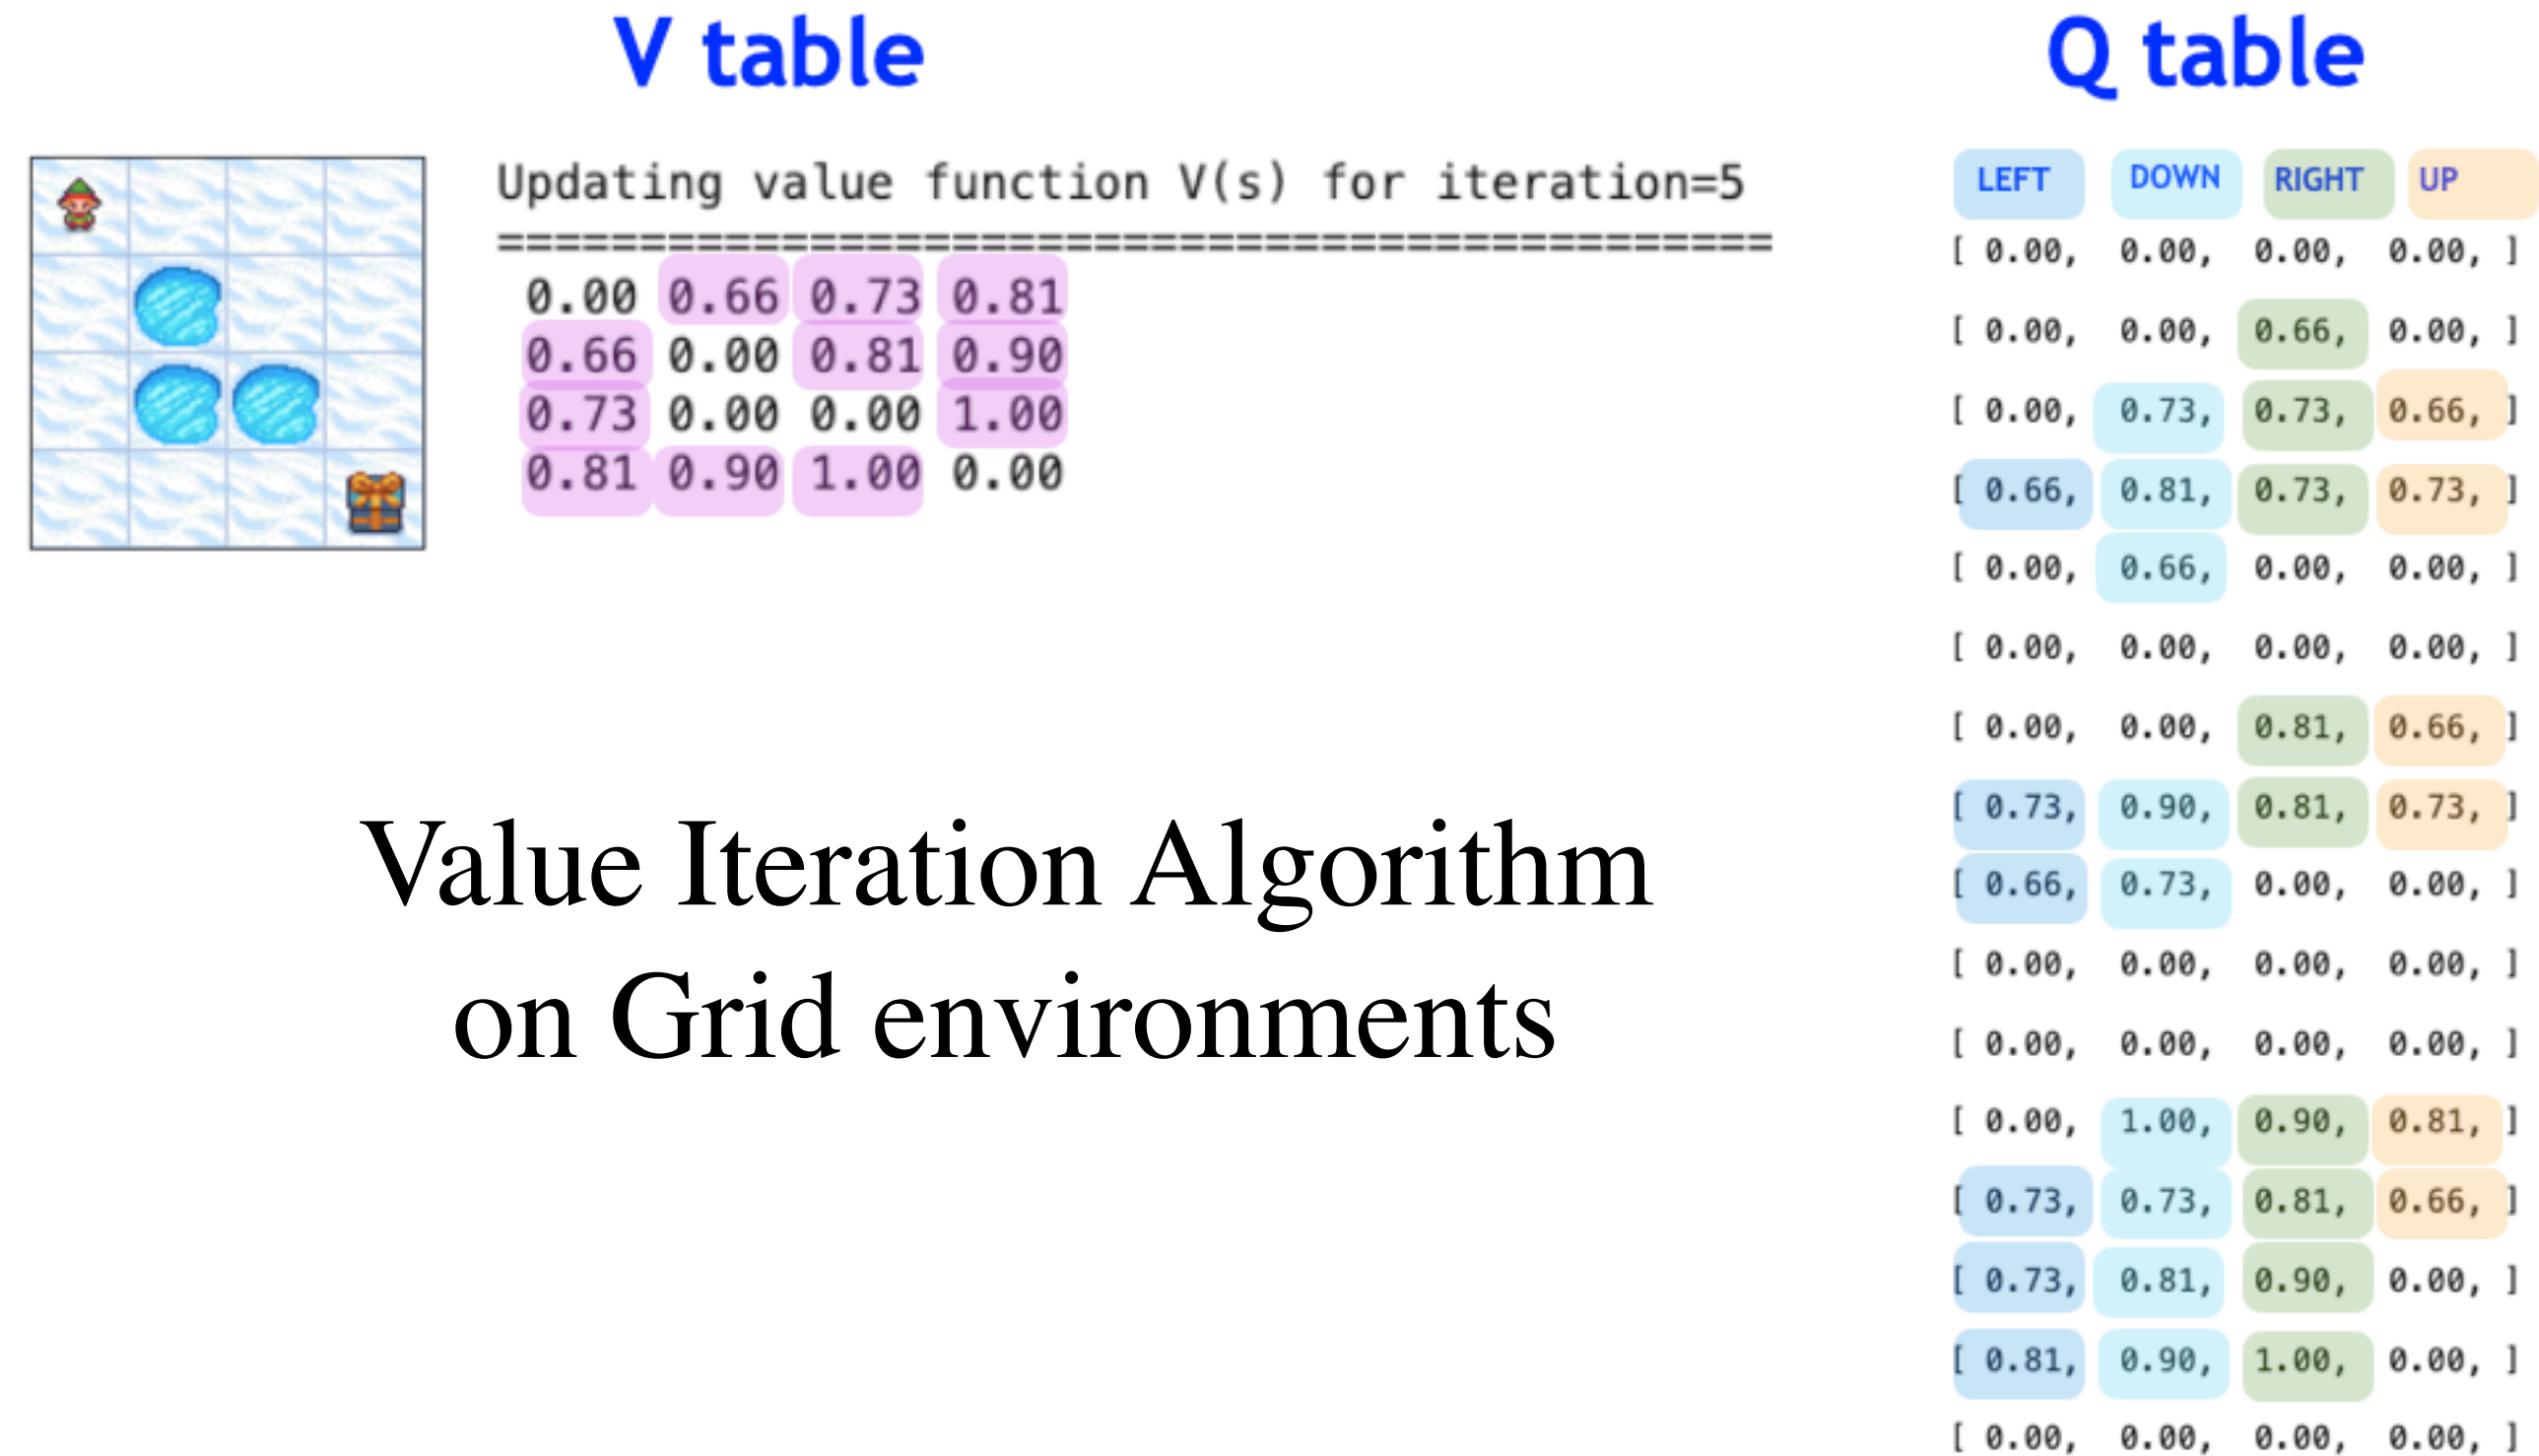 V table
Q table
Updating value function V(s) for iteration=5
=============================================
0.00 0.66 0.73 0.81
0.66 0.00 0.81 0.90
0.73 0.00 0.00 1.00
0.81 0.90 1.00 0.00
Value Iteration Algorithm
on Grid environments
LEFT DOWN RIGHT UP
[ 0.00, 0.00, 0.00, 0.00, ]
[ 0.00, 0.00, 0.66, 0.00, ]
[ 0.00, 0.73, 0.73, 0.66, ]
[ 0.66, 0.81, 0.73, 0.73, ]
[ 0.00, 0.66, 0.00, 0.00, ]
[ 0.00, 0.00, 0.00, 0.00, ]
[ 0.00, 0.00, 0.81, 0.66, ]
[ 0.73, 0.90, 0.81, 0.73, ]
[ 0.66, 0.73, 0.00, 0.00, ]
[ 0.00, 0.00, 0.00, 0.00, ]
[ 0.00, 0.00, 0.00, 0.00, ]
[ 0.00, 1.00, 0.90, 0.81, ]
[ 0.73, 0.73, 0.81, 0.66, ]
[ 0.73, 0.81, 0.90, 0.00, ]
[ 0.81, 0.90, 1.00, 0.00, ]
[ 0.00, 0.00, 0.00, 0.00, ]